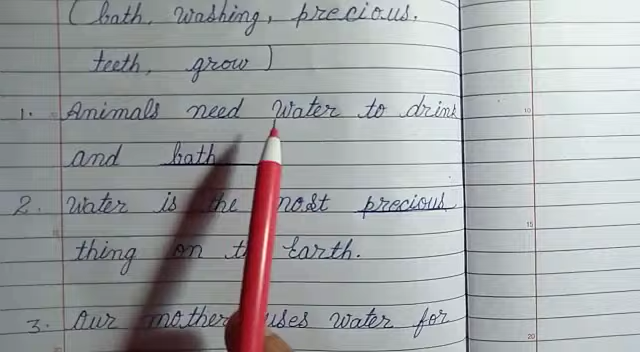 ( bath, washing, precious.
teeth, grow )
1. Animals need water to drink
and bath
2. Water is the most precious
thing on the Earth.
3. Our mother uses water for